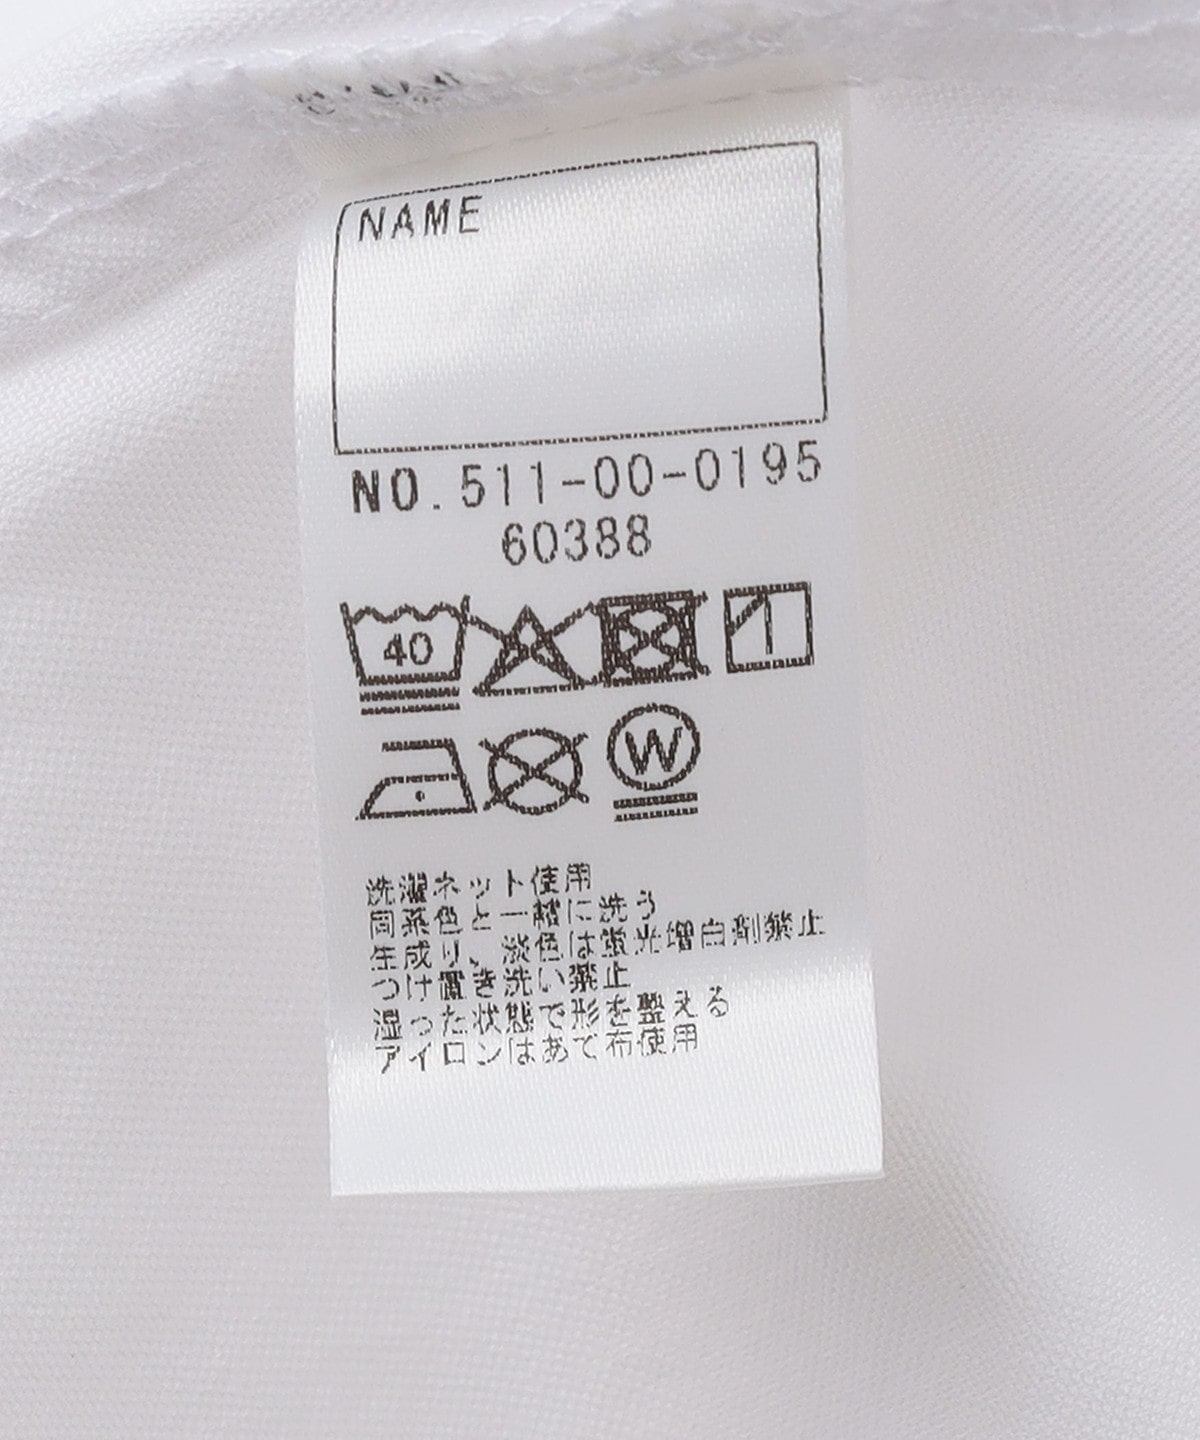 NAME
NO.511-00-0195
60388
40
W
洗濯ネット使用
同系色と一緒に洗う
生成り、淡色は蛍光増白剤禁止
つけ置き洗い禁止
湿った状態で形を整える
アイロンはあて布使用